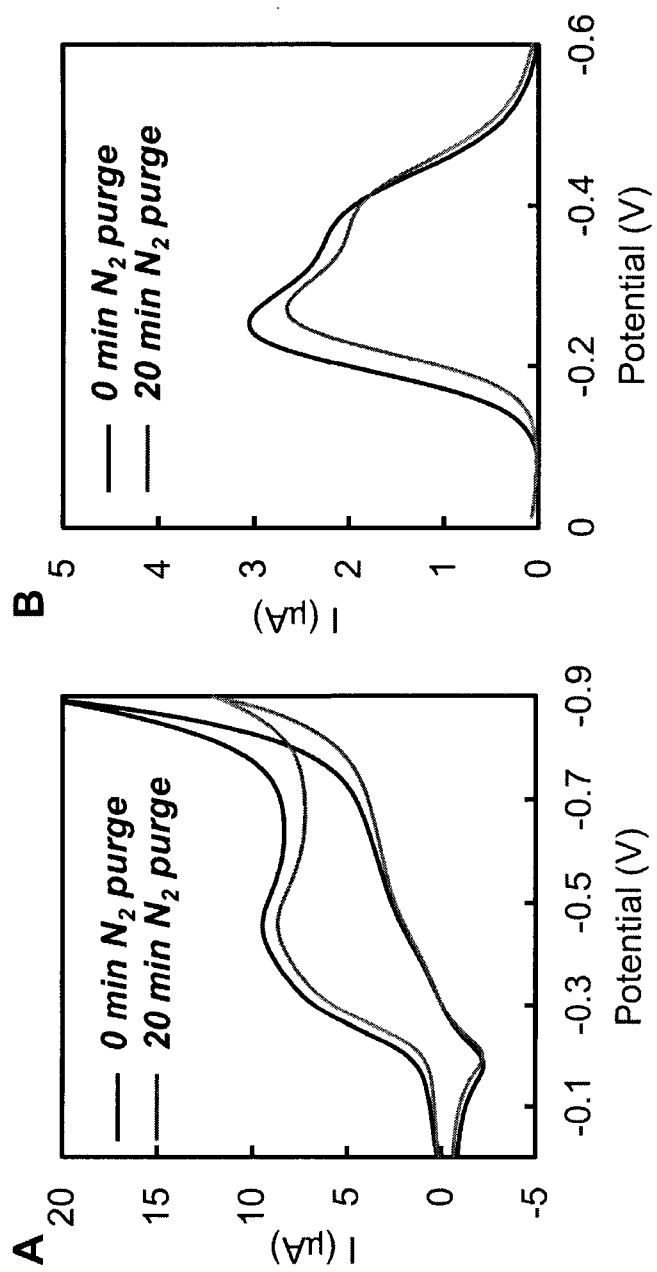 A
0 min N₂ purge
20 min N₂ purge
20
15
10
5
0
-5
I (µA)
-0.1
-0.3
-0.5
-0.7
-0.9
Potential (V)
B
0 min N₂ purge
20 min N₂ purge
5
4
3
2
1
0
I (µA)
0
-0.2
-0.4
-0.6
Potential (V)